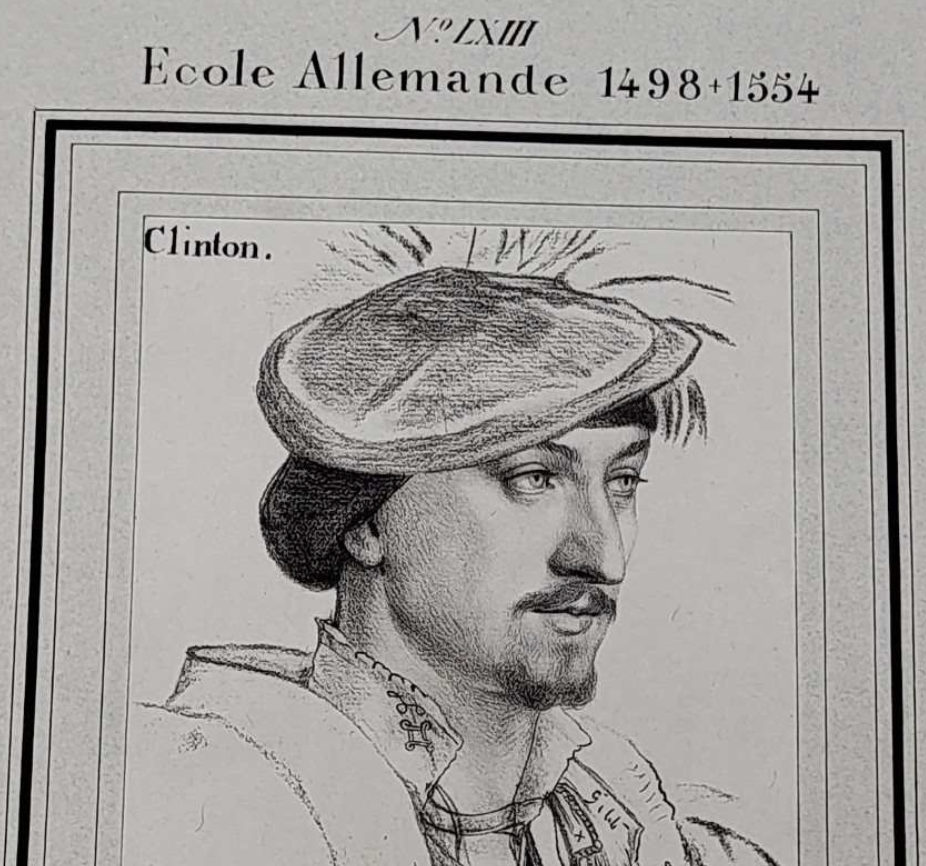 Nº LXIII
Ecole Allemande 1498+1554
Clinton.